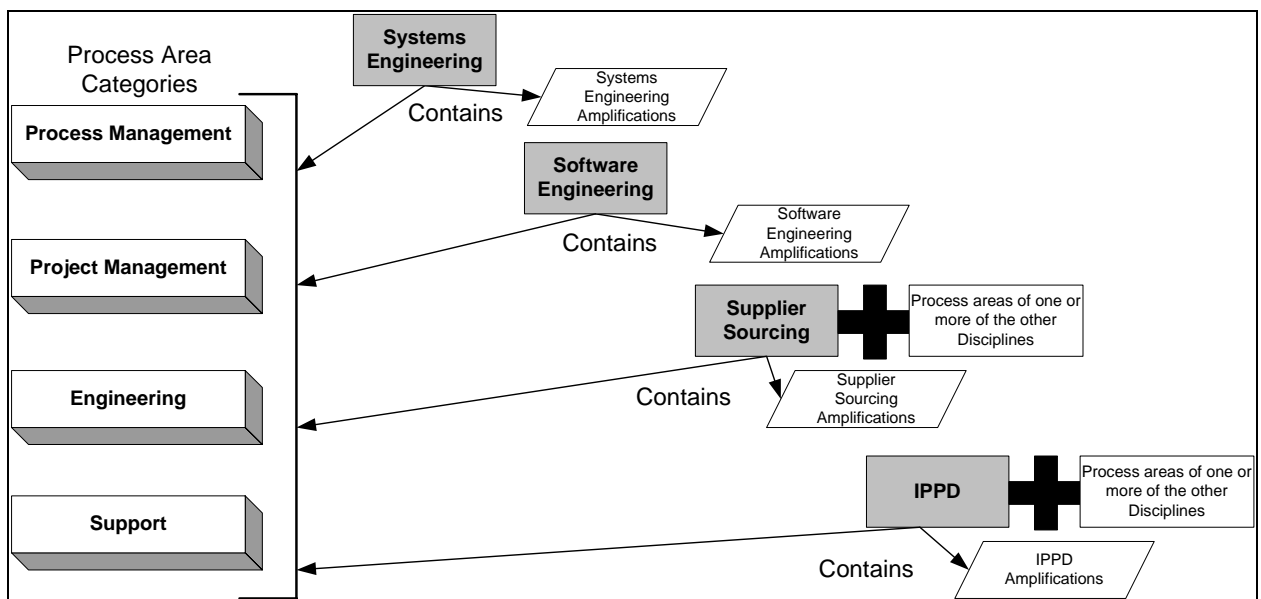 Process Area
Categories
Process Management
Project Management
Engineering
Support
Systems
Engineering
Contains
Systems
Engineering
Amplifications
Software
Engineering
Contains
Software
Engineering
Amplifications
Supplier
Sourcing
Process areas of one or
more of the other
Disciplines
Contains
Supplier
Sourcing
Amplifications
IPPD
Process areas of one or
more of the other
Disciplines
Contains
IPPD
Amplifications